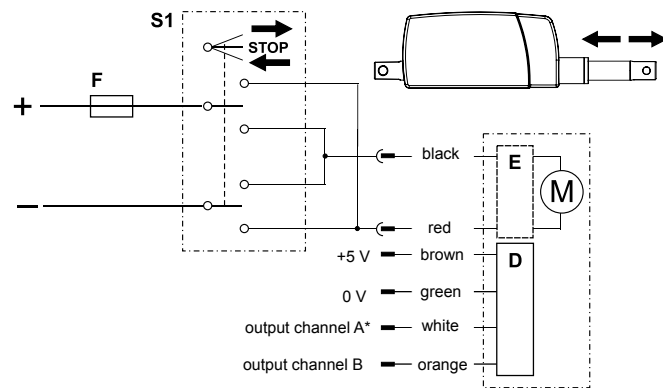 S1
STOP
F
+
−
black
E
M
red
+5 V brown
D
0 V green
output channel A* white
output channel B orange